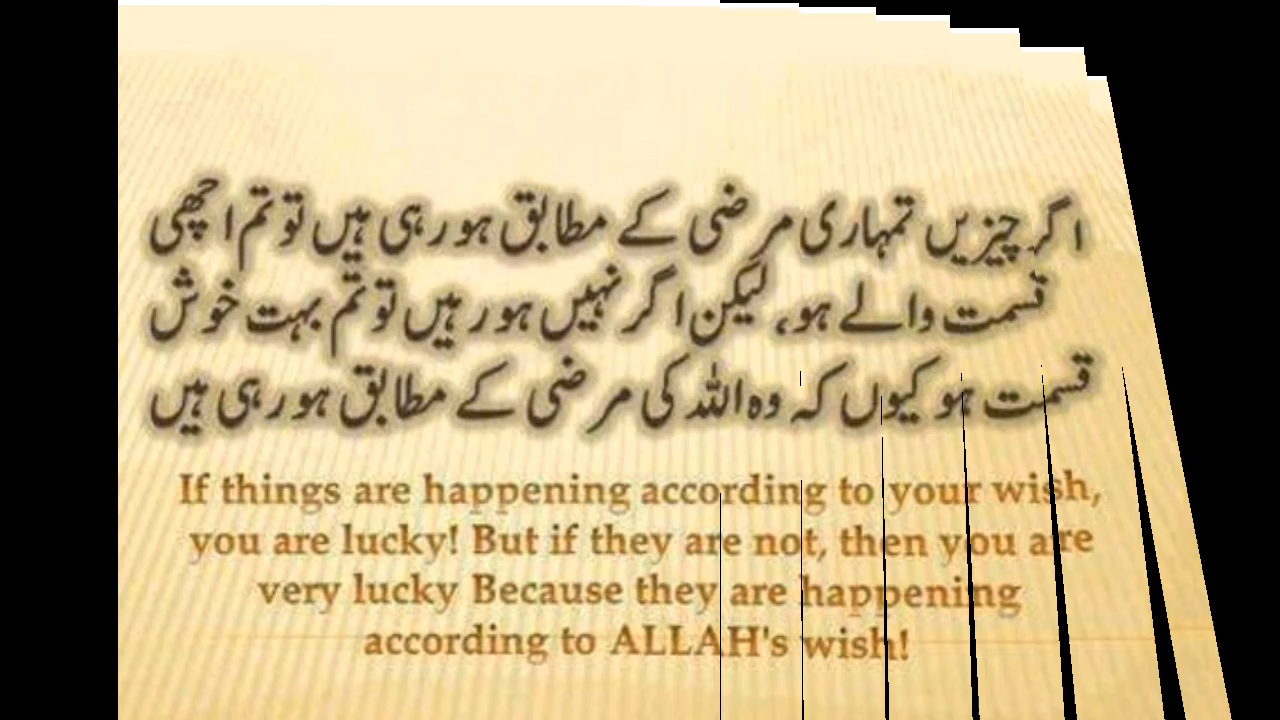 اگر چیزیں تمہاری مرضی کے مطابق ہو رہی ہیں تو تم اچھی
قسمت والے ہو، لیکن اگر نہیں ہو رہیں تو تم بہت خوش
قسمت ہو کیوں کہ وہ اللہ کی مرضی کے مطابق ہو رہی ہیں
If things are happening according to your wish,
you are lucky! But if they are not, then you are
very lucky Because they are happening
according to ALLAH's wish!